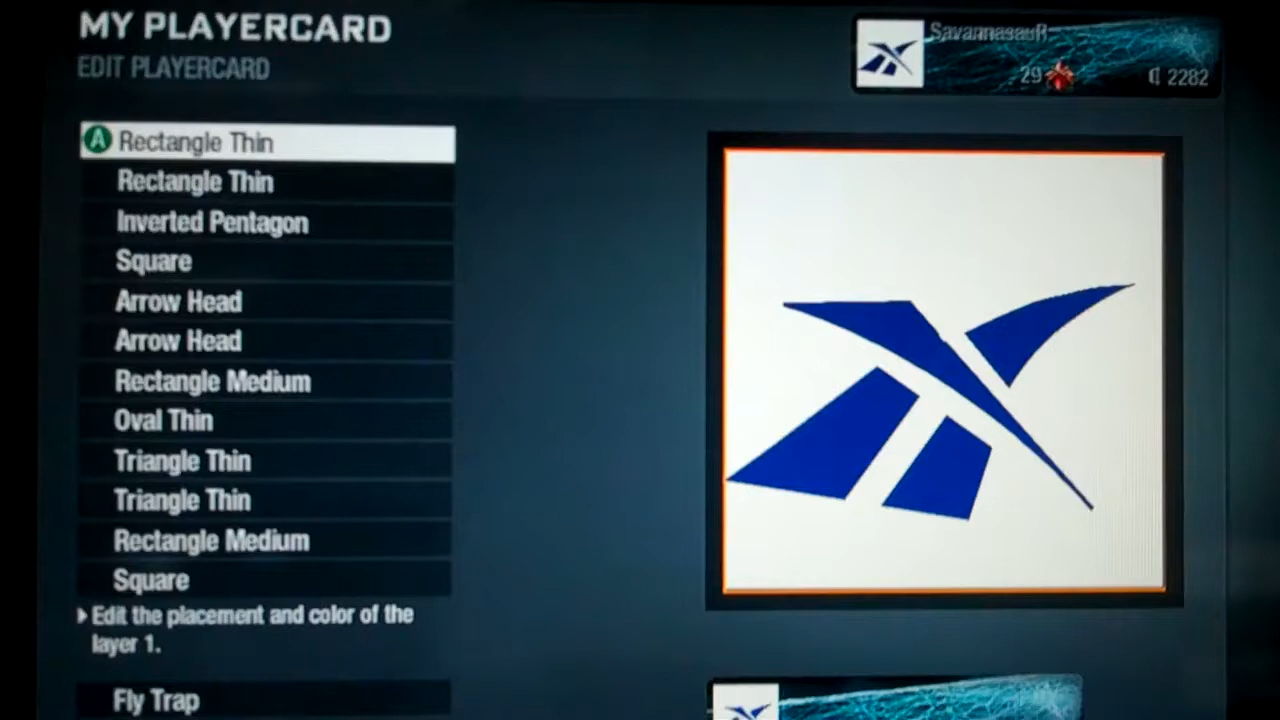 MY PLAYERCARD
EDIT PLAYERCARD
SavannasauR
29
2282
A Rectangle Thin
Rectangle Thin
Inverted Pentagon
Square
Arrow Head
Arrow Head
Rectangle Medium
Oval Thin
Triangle Thin
Triangle Thin
Rectangle Medium
Square
Edit the placement and color of the
layer 1.
Fly Trap